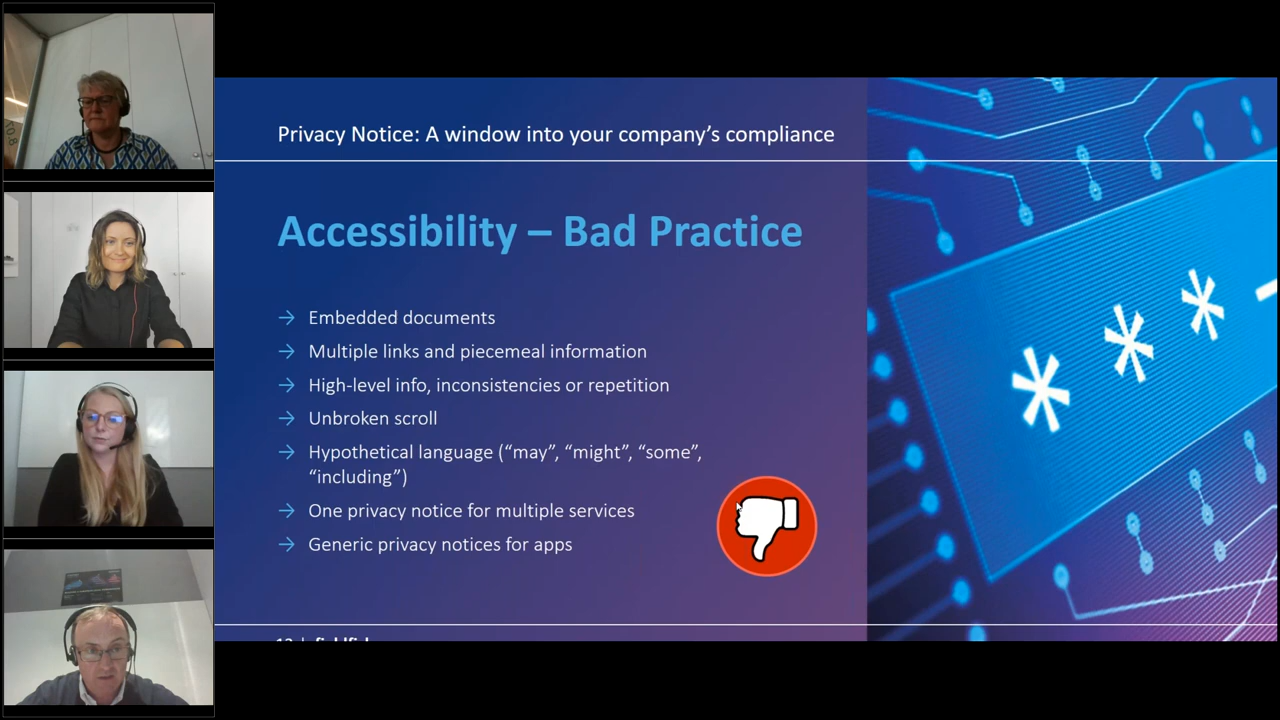 Privacy Notice: A window into your company’s compliance
Accessibility – Bad Practice
→ Embedded documents
→ Multiple links and piecemeal information
→ High-level info, inconsistencies or repetition
→ Unbroken scroll
→ Hypothetical language (“may”, “might”, “some”,
“including”)
→ One privacy notice for multiple services
→ Generic privacy notices for apps